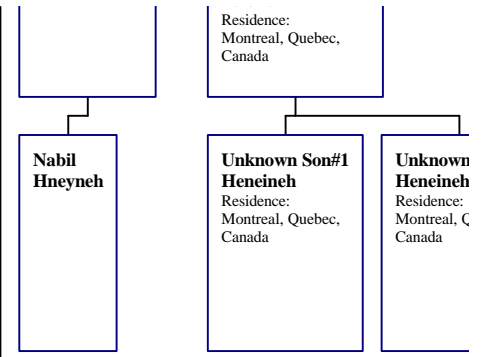 Residence:
Montreal, Quebec,
Canada
Nabil
Hneyneh
Unknown Son#1
Heneineh
Residence:
Montreal, Quebec,
Canada
Unknown
Heneineh
Residence:
Montreal,
Canada